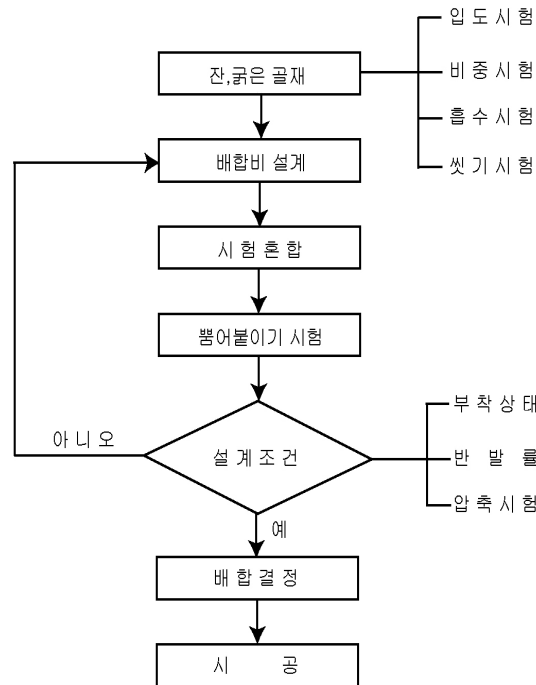 입 도 시 험
잔,굵은 골재
비 중 시 험
흡 수 시 험
씻 기 시 험
배합비 설계
시 험 혼 합
뿜어붙이기 시험
부 착 상 태
아 니 오
설 계 조 건
반 발 률
압 축 시 험
예
배 합 결 정
시 공